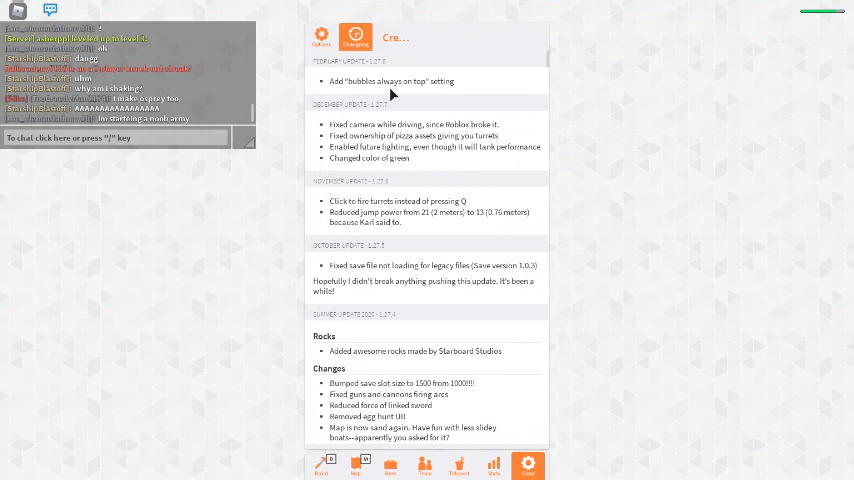 [Server] asherppl leveled up to level 1!
oh
[StarshipBlastoff]: dangg
[StarshipBlastoff]: uhm
[StarshipBlastoff]: why am i shaking?
I make osprey too
[StarshipBlastoff]: AAAAAAAAAAAAAAAAA
im starteing a noob army
To chat click here or press "/" key
Options
Changelog
Cre...
FEBRUARY UPDATE - 1.27.8
• Add "bubbles always on top" setting
DECEMBER UPDATE - 1.27.7
• Fixed camera while driving, since Roblox broke it.
• Fixed ownership of pizza assets giving you turrets
• Enabled future lighting, even though it will tank performance
• Changed color of green
NOVEMBER UPDATE - 1.27.6
• Click to fire turrets instead of pressing Q
• Reduced jump power from 21 (2 meters) to 13 (0.76 meters)
because Karl said to.
OCTOBER UPDATE - 1.27.5
• Fixed save file not loading for legacy files (Save version 1.0.3)
Hopefully I didn't break anything pushing this update. It's been a
while!
SUMMER UPDATE 2020 - 1.27.4
Rocks
• Added awesome rocks made by Starboard Studios
Changes
• Bumped save slot size to 1500 from 1000!!!!
• Fixed guns and cannons firing arcs
• Reduced force of linked sword
• Removed egg hunt UI!
• Map is now sand again. Have fun with less slidey
boats--apparently you asked for it?
Build
B
Map
M
Store
Team
Teleport
Stats
Close